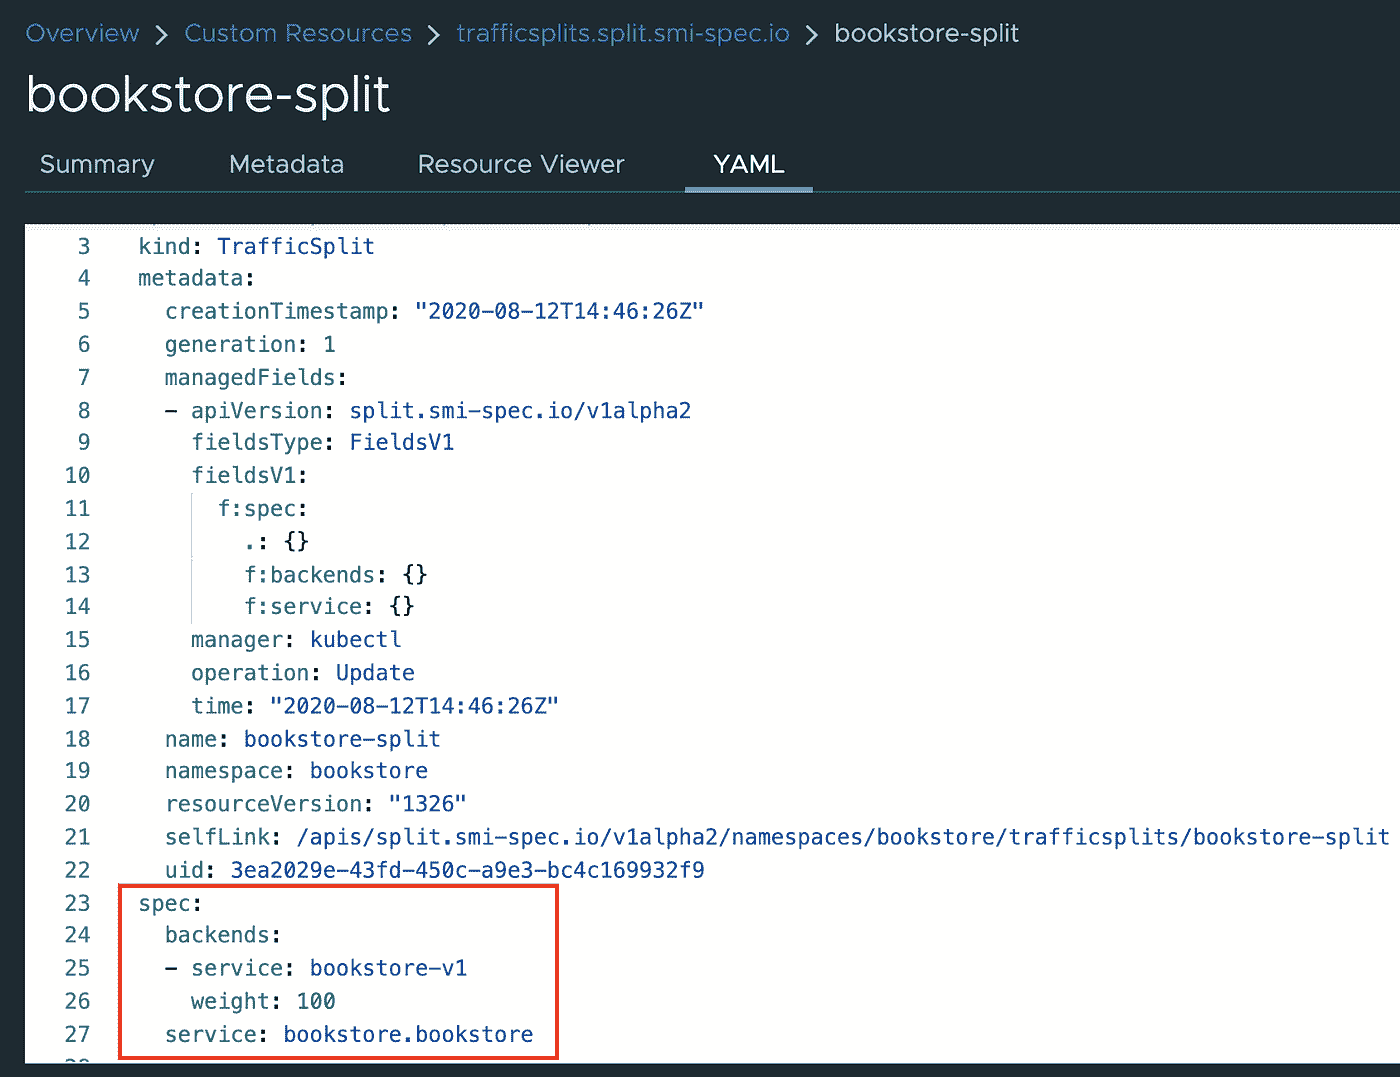 Overview > Custom Resources > trafficsplits.split.smi-spec.io > bookstore-split
bookstore-split
Summary Metadata Resource Viewer YAML
3 kind: TrafficSplit
4 metadata:
5   creationTimestamp: "2020-08-12T14:46:26Z"
6   generation: 1
7   managedFields:
8   - apiVersion: split.smi-spec.io/v1alpha2
9     fieldsType: FieldsV1
10     fieldsV1:
11       f:spec:
12         .: {}
13         f:backends: {}
14         f:service: {}
15     manager: kubectl
16     operation: Update
17     time: "2020-08-12T14:46:26Z"
18   name: bookstore-split
19   namespace: bookstore
20   resourceVersion: "1326"
21   selfLink: /apis/split.smi-spec.io/v1alpha2/namespaces/bookstore/trafficsplits/bookstore-split
22   uid: 3ea2029e-43fd-450c-a9e3-bc4c169932f9
23 spec:
24   backends:
25   - service: bookstore-v1
26     weight: 100
27   service: bookstore.bookstore